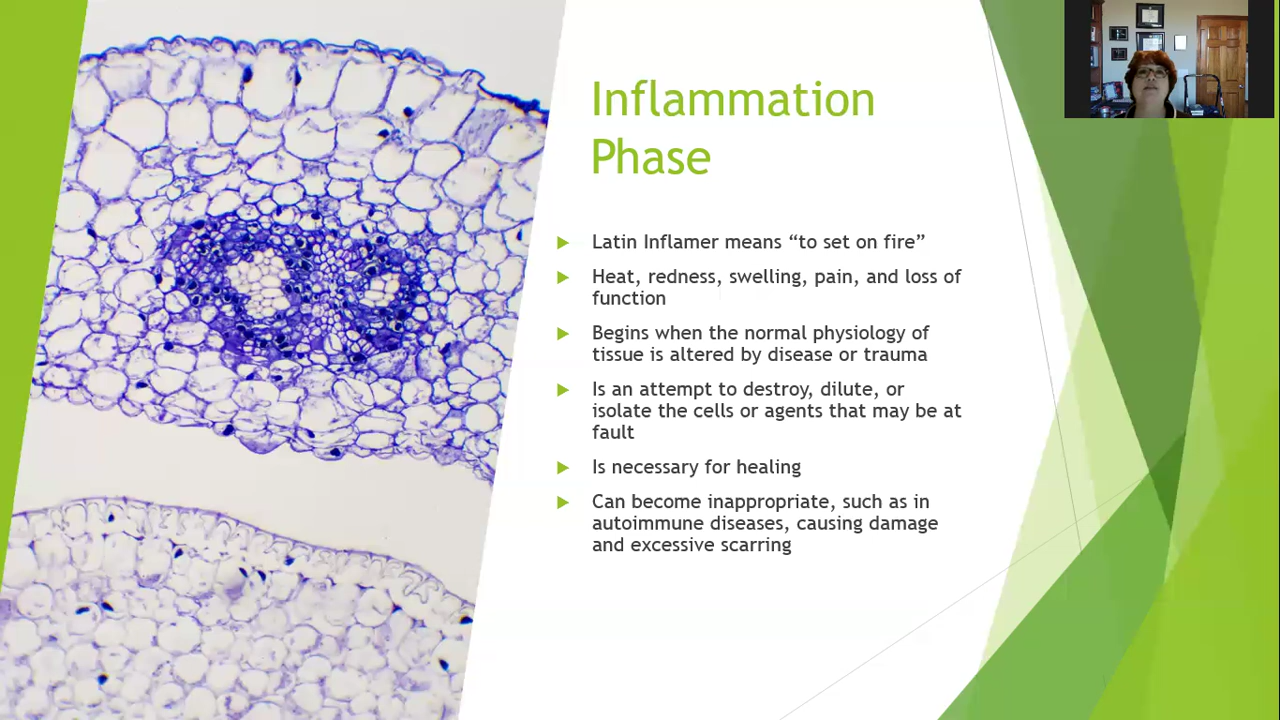 Inflammation
Phase
Latin Inflamer means “to set on fire”
Heat, redness, swelling, pain, and loss of
function
Begins when the normal physiology of
tissue is altered by disease or trauma
Is an attempt to destroy, dilute, or
isolate the cells or agents that may be at
fault
Is necessary for healing
Can become inappropriate, such as in
autoimmune diseases, causing damage
and excessive scarring